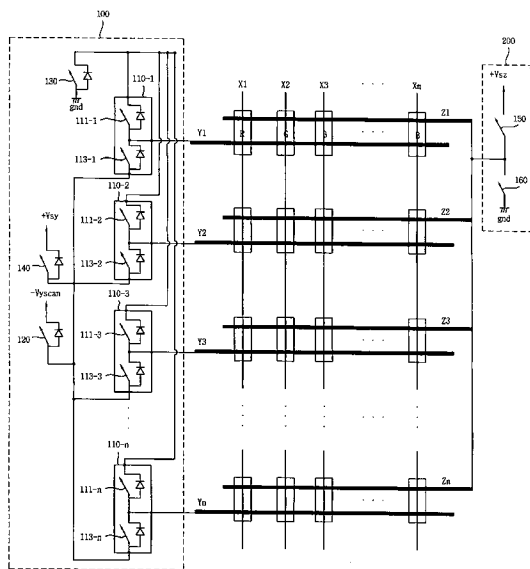 100
200
130
gnd
110-1
111-1
113-1
X1 X2 X3 Xm
+Vsz
150
160
gnd
Y1
R G B B
Z1
110-2
111-2
113-2
+Vsy
140
Y2
Z2
-Vyscan
120
110-3
111-3
113-3
Y3
Z3
110-n
111-n
113-n
Yn
Zn